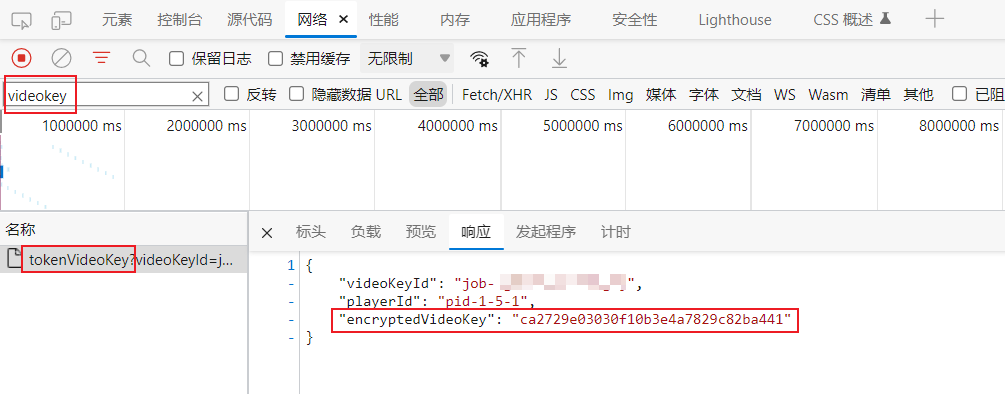 元素 控制台 源代码 网络 性能 内存 应用程序 安全性 Lighthouse CSS 概述
保留日志 禁用缓存 无限制
videokey 反转 隐藏数据 URL 全部 Fetch/XHR JS CSS Img 媒体 字体 文档 WS Wasm 清单 其他 已阻
1000000 ms 2000000 ms 3000000 ms 4000000 ms 5000000 ms 6000000 ms 7000000 ms 8000000 ms
名称 标头 负载 预览 响应 发起程序 计时
tokenVideoKey?videoKeyId=j...
1 {
- "videoKeyId": "job-
- "playerId": "pid-1-5-1",
- "encryptedVideoKey": "ca2729e03030f10b3e4a7829c82ba441"
- }